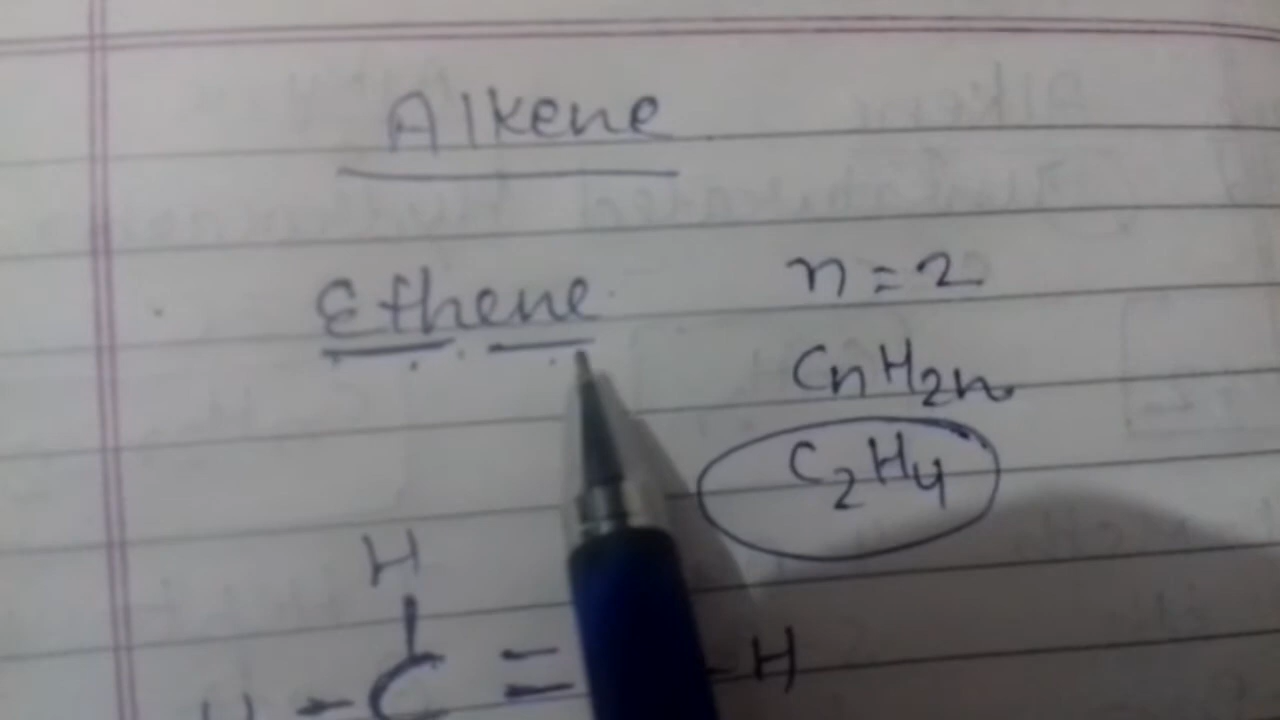 Alkene
Ethene n = 2
CnH2n
C2H4
H
C = - H